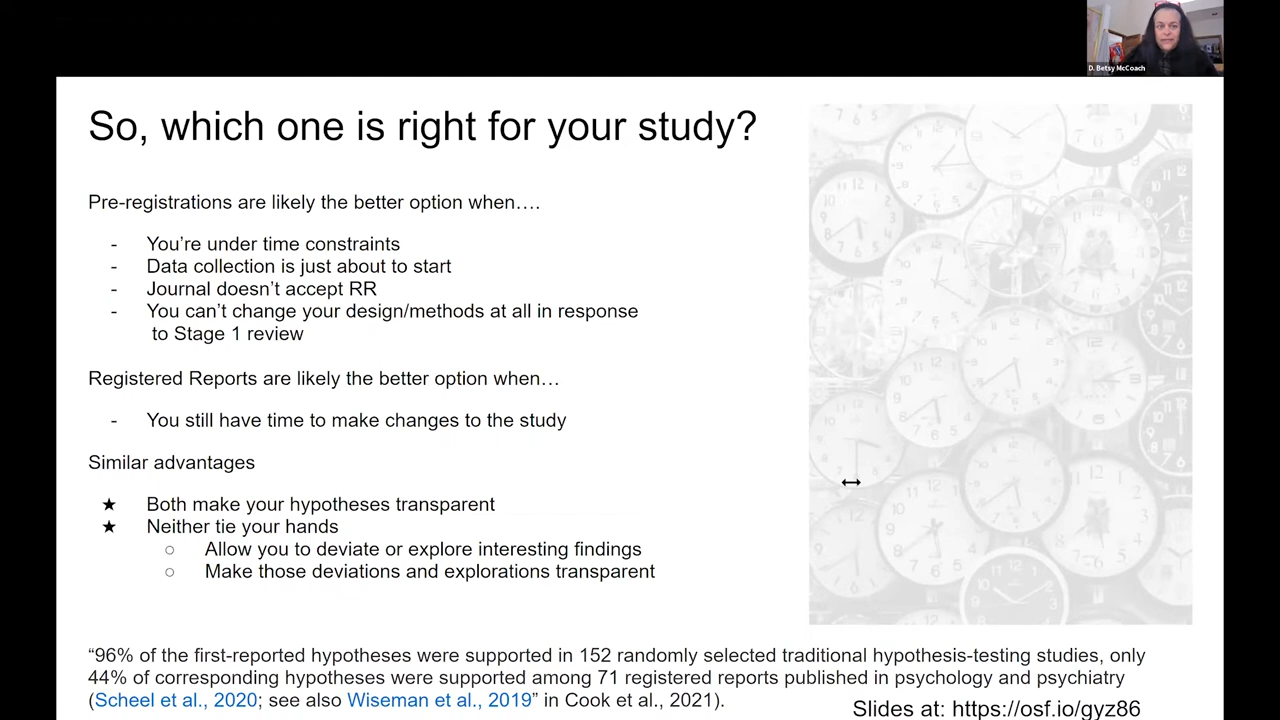 D. Betsy McCoach
So, which one is right for your study?
Pre-registrations are likely the better option when….
- You're under time constraints
- Data collection is just about to start
- Journal doesn't accept RR
- You can't change your design/methods at all in response
to Stage 1 review
Registered Reports are likely the better option when…
- You still have time to make changes to the study
Similar advantages
★ Both make your hypotheses transparent
★ Neither tie your hands
○ Allow you to deviate or explore interesting findings
○ Make those deviations and explorations transparent
“96% of the first-reported hypotheses were supported in 152 randomly selected traditional hypothesis-testing studies, only
44% of corresponding hypotheses were supported among 71 registered reports published in psychology and psychiatry
(Scheel et al., 2020; see also Wiseman et al., 2019” in Cook et al., 2021).
Slides at: https://osf.io/gyz86